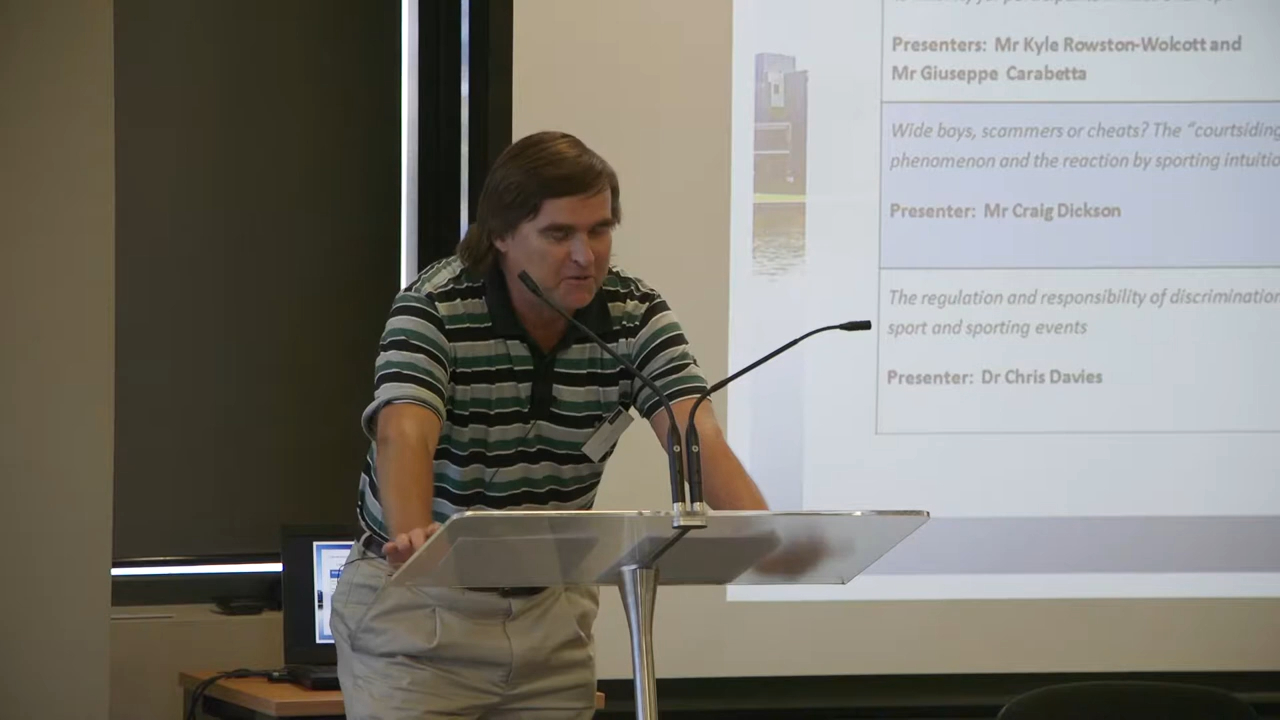 Presenters: Mr Kyle Rowston-Wolcott and
Mr Giuseppe Carabetta
Wide boys, scammers or cheats? The "courtsiding
phenomenon and the reaction by sporting intuitio
Presenter: Mr Craig Dickson
The regulation and responsibility of discrimination
sport and sporting events
Presenter: Dr Chris Davies